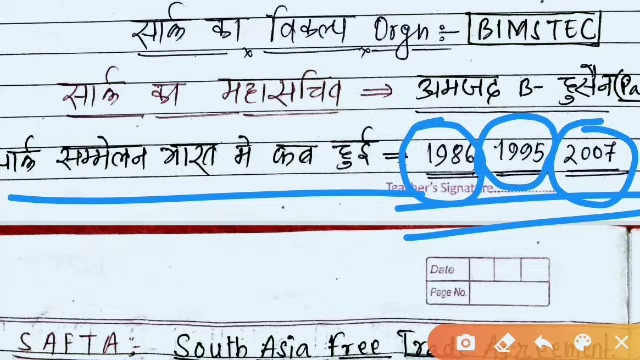 सार्क का विकल्प Orgn :- BIMSTEC
सार्क का महासचिव ⇒ अमजद B- हुसैन (Pa
सार्क सम्मेलन भारत मे कब हुई = 1986 1995 2007
Teacher's Signature..................
Date
Page No.
SAFTA : South Asia Free